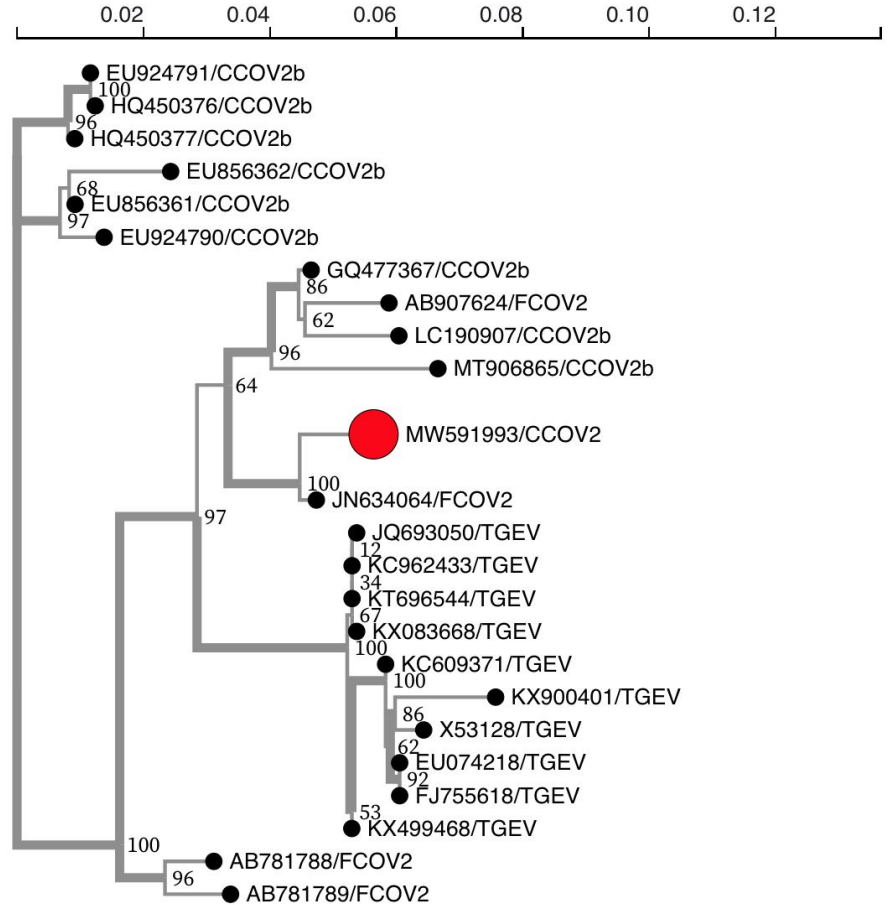 0.02 0.04 0.06 0.08 0.10 0.12
EU924791/CCOV2b
100
HQ450376/CCOV2b
96
HQ450377/CCOV2b
EU856362/CCOV2b
68
EU856361/CCOV2b
97
EU924790/CCOV2b
GQ477367/CCOV2b
86
AB907624/FCOV2
62
LC190907/CCOV2b
96
MT906865/CCOV2b
64
MW591993/CCOV2
100
JN634064/FCOV2
97
JQ693050/TGEV
12
KC962433/TGEV
34
KT696544/TGEV
67
KX083668/TGEV
100
KC609371/TGEV
100
KX900401/TGEV
86
X53128/TGEV
62
EU074218/TGEV
92
FJ755618/TGEV
53
KX499468/TGEV
100
AB781788/FCOV2
96
AB781789/FCOV2